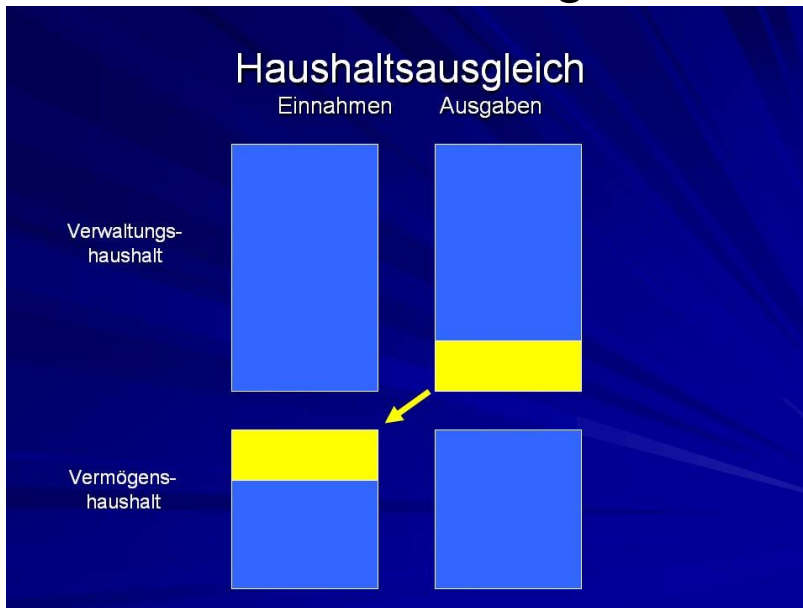 Haushaltsausgleich
Einnahmen Ausgaben
Verwaltungs-
haushalt
Vermögens-
haushalt